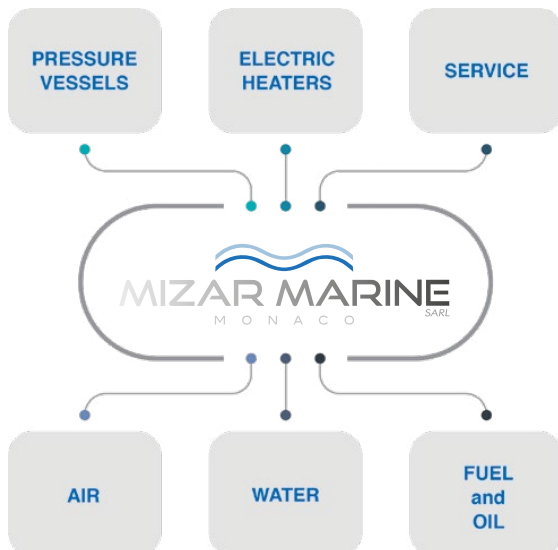 PRESSURE
VESSELS
ELECTRIC
HEATERS
SERVICE
MIZAR MARINE
SARL
MONACO
AIR
WATER
FUEL
and
OIL